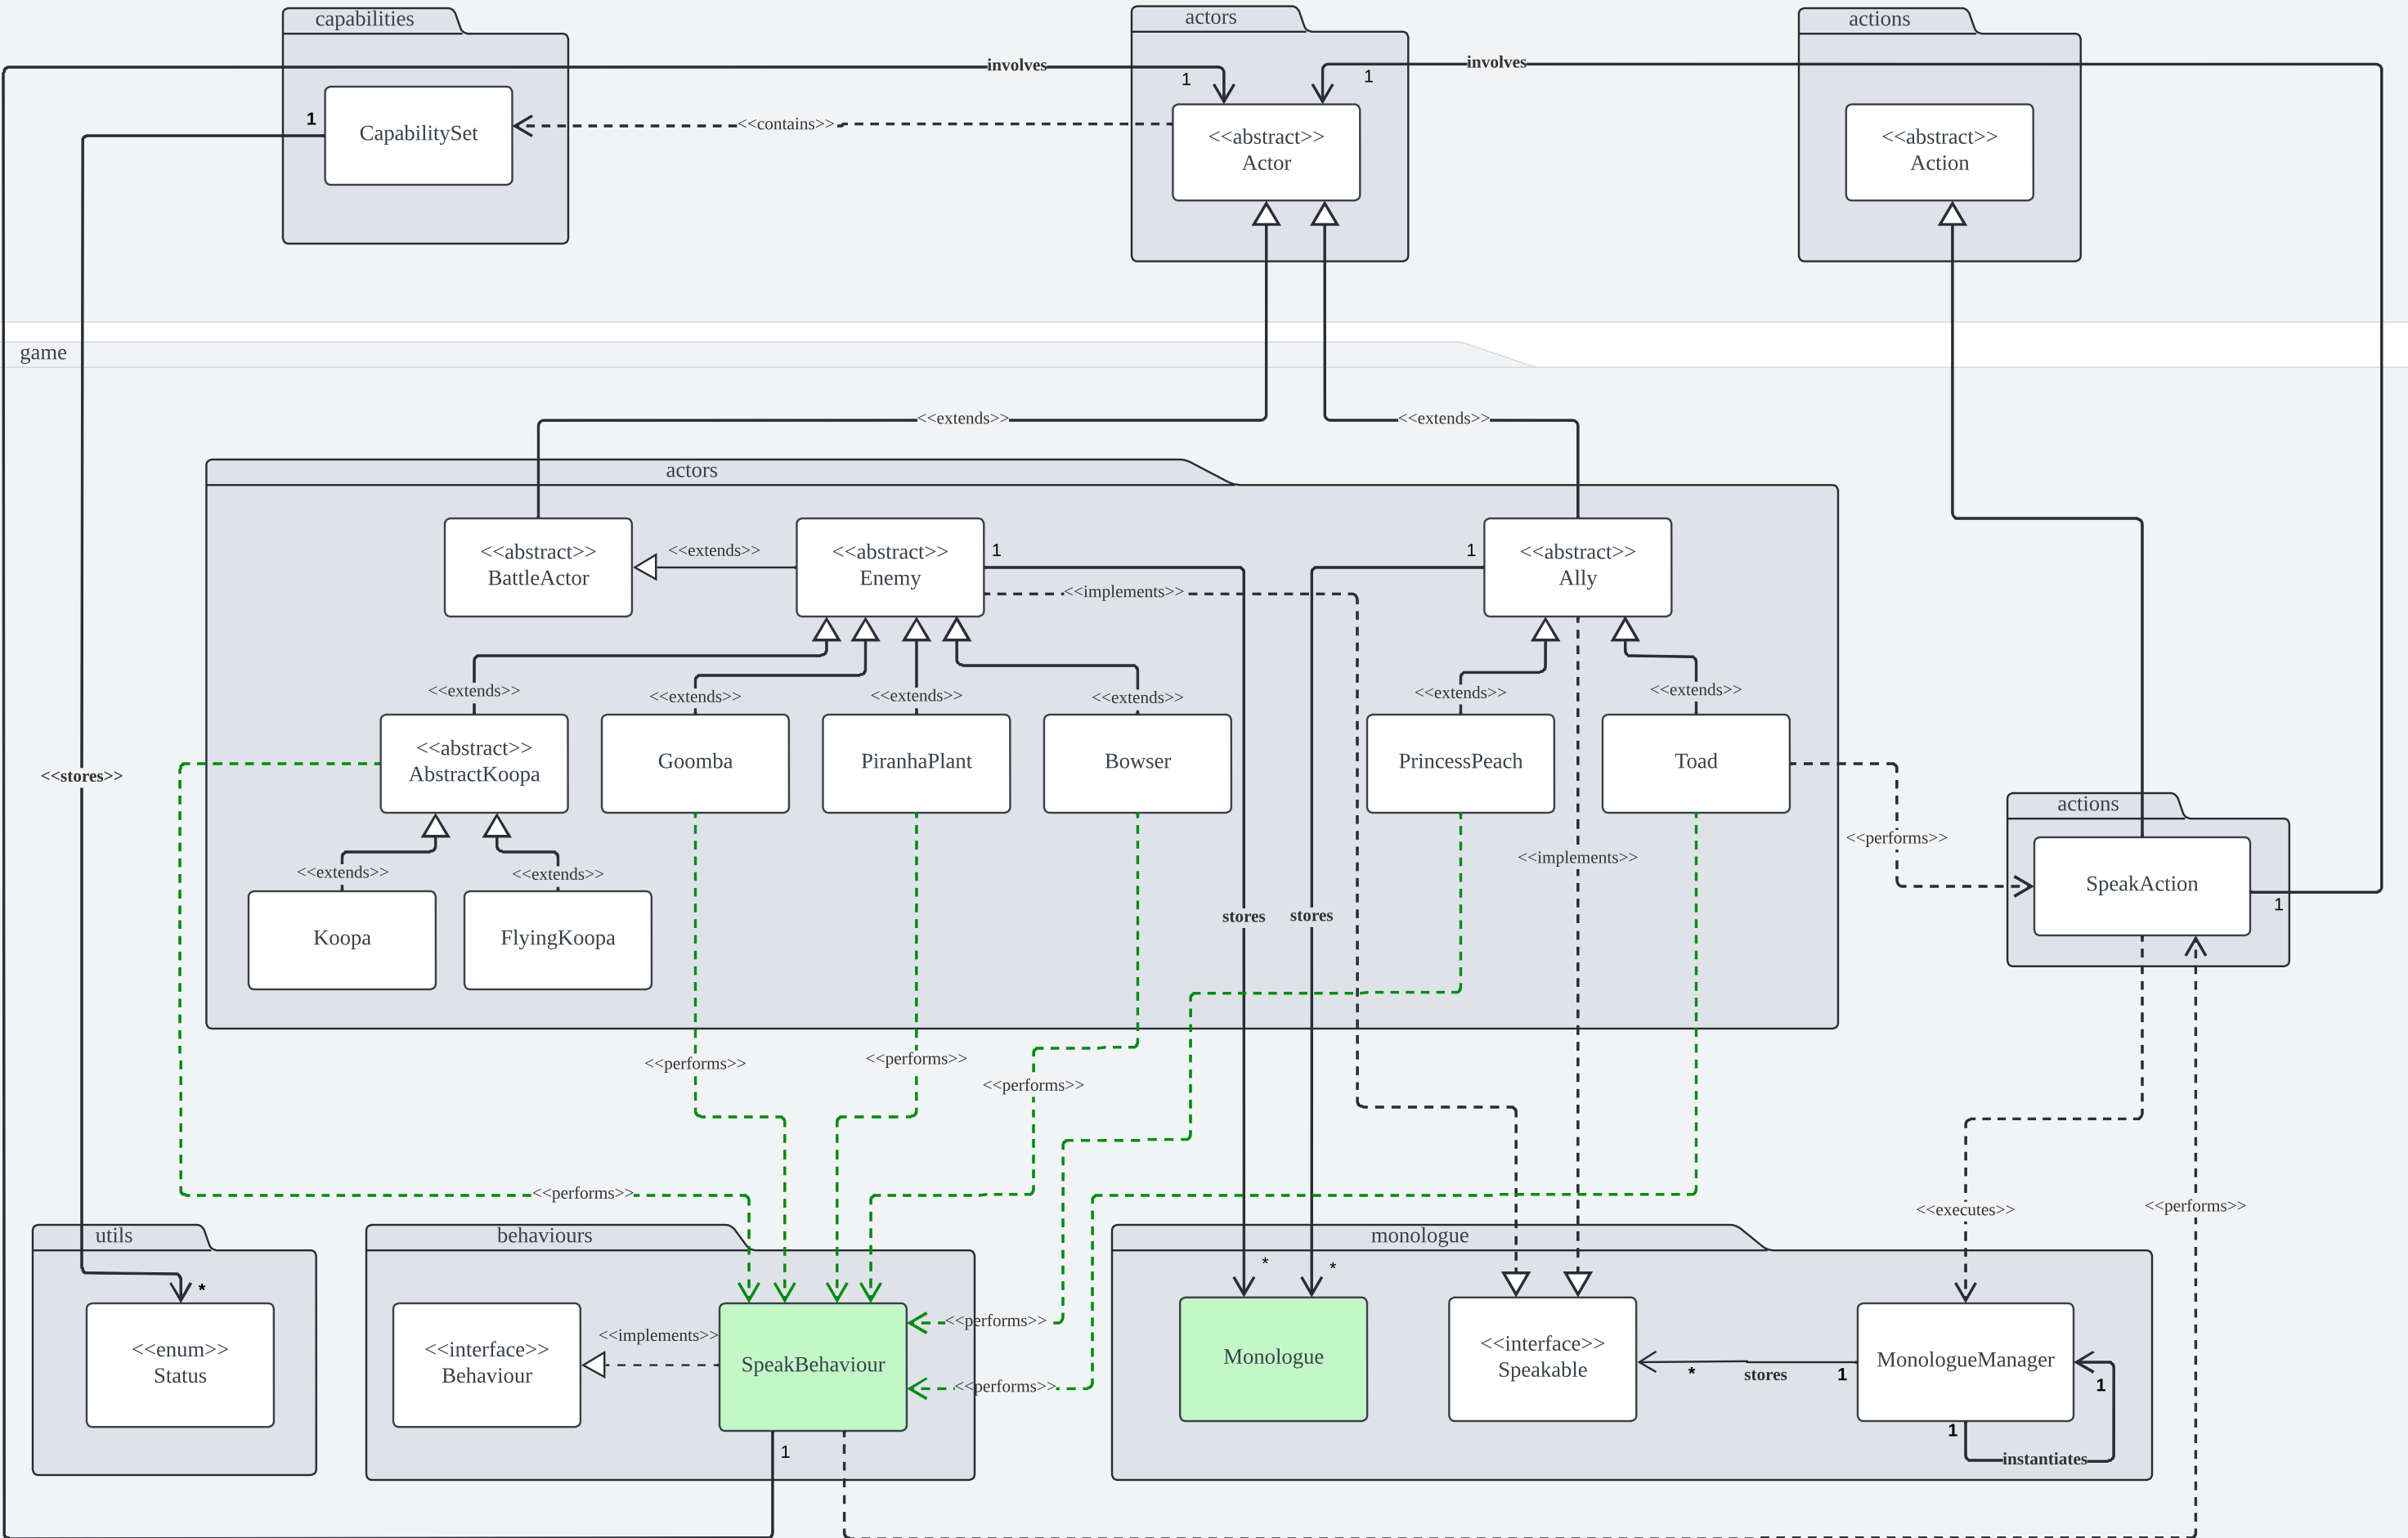 capabilities
actors
actions
involves
involves
1
1
1
CapabilitySet
<<contains>>
<<abstract>>
Actor
<<abstract>>
Action
game
<<extends>>
<<extends>>
actors
<<abstract>>
BattleActor
<<extends>>
<<abstract>>
Enemy
1
1
<<abstract>>
Ally
<<implements>>
<<extends>>
<<extends>>
<<extends>>
<<extends>>
<<extends>>
<<extends>>
<<abstract>>
AbstractKoopa
Goomba
PiranhaPlant
Bowser
PrincessPeach
Toad
<<stores>>
actions
<<performs>>
<<implements>>
<<extends>>
<<extends>>
SpeakAction
1
stores
stores
Koopa
FlyingKoopa
<<performs>>
<<performs>>
<<performs>>
<<performs>>
<<performs>>
<<executes>>
utils
behaviours
monologue
*
*
*
<<performs>>
<<implements>>
<<enum>>
Status
<<interface>>
Behaviour
SpeakBehaviour
Monologue
<<interface>>
Speakable
MonologueManager
*
stores
1
1
<<performs>>
1
1
instantiates